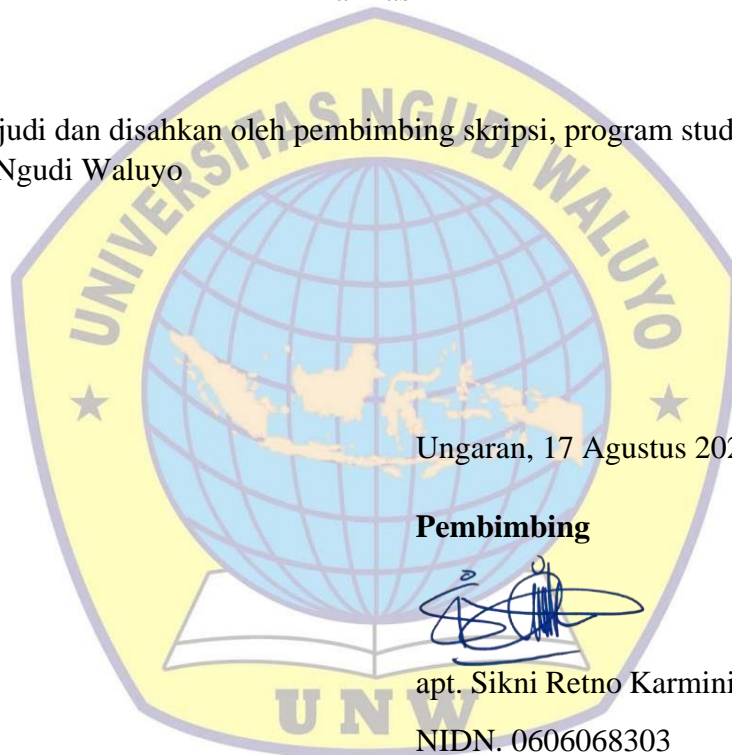 judi dan disahkan oleh pembimbing skripsi, program stud
Ngudi Waluyo
UNIVERSITAS NGUDI WALUYO
Ungaran, 17 Agustus 202
Pembimbing
apt. Sikni Retno Karmini
UNW
NIDN. 0606068303